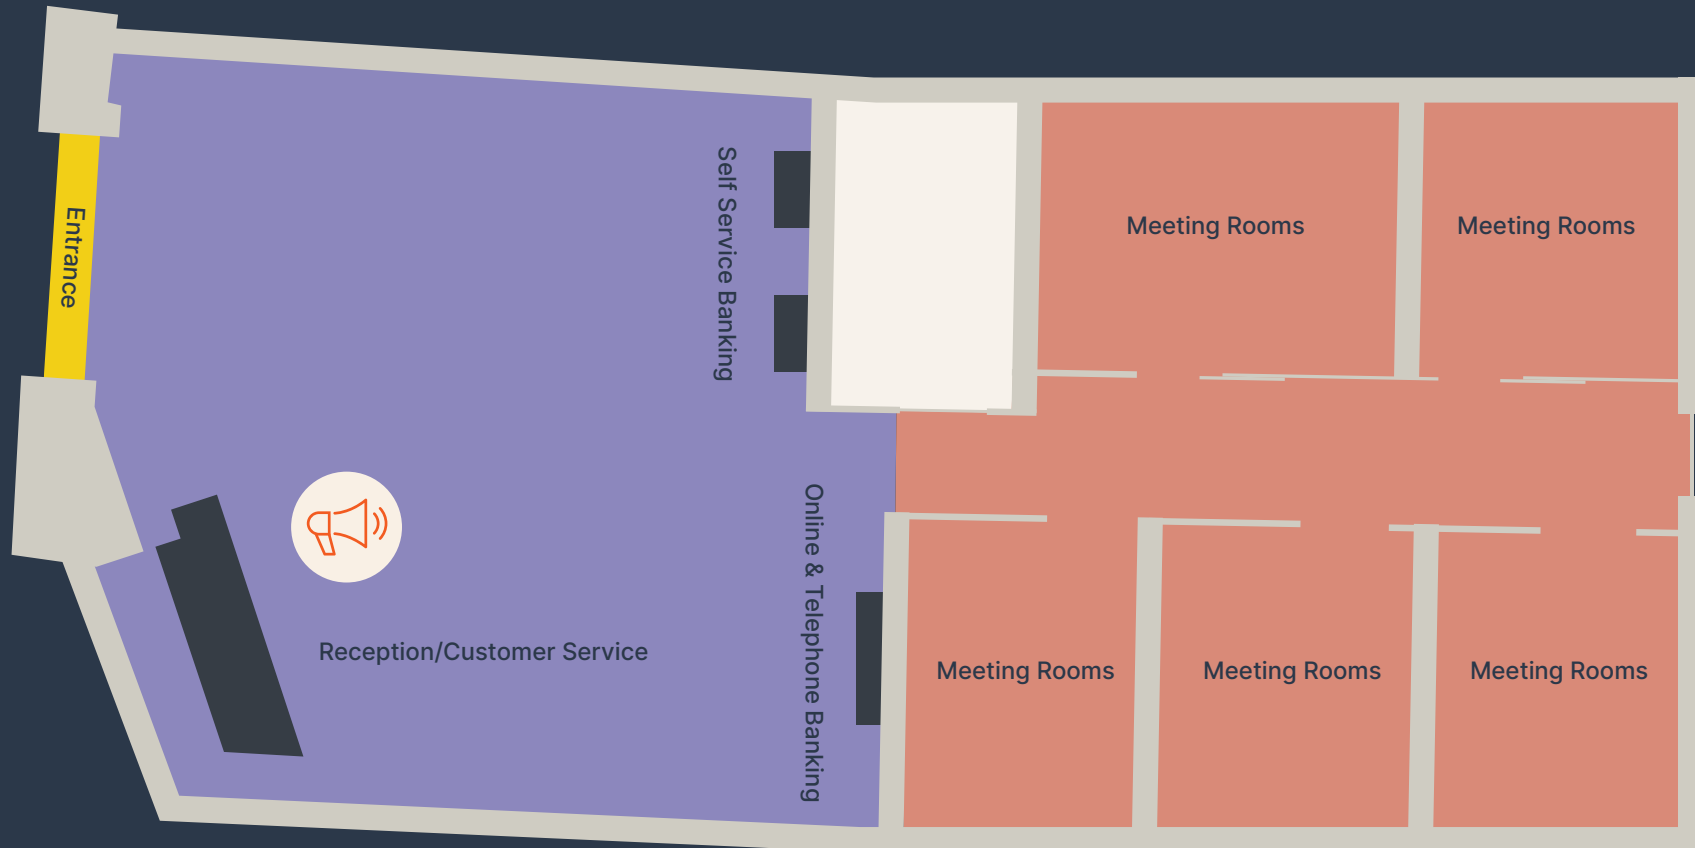 Entrance
Self Service Banking
Meeting Rooms
Meeting Rooms
Online & Telephone Banking
Reception/Customer Service
Meeting Rooms
Meeting Rooms
Meeting Rooms